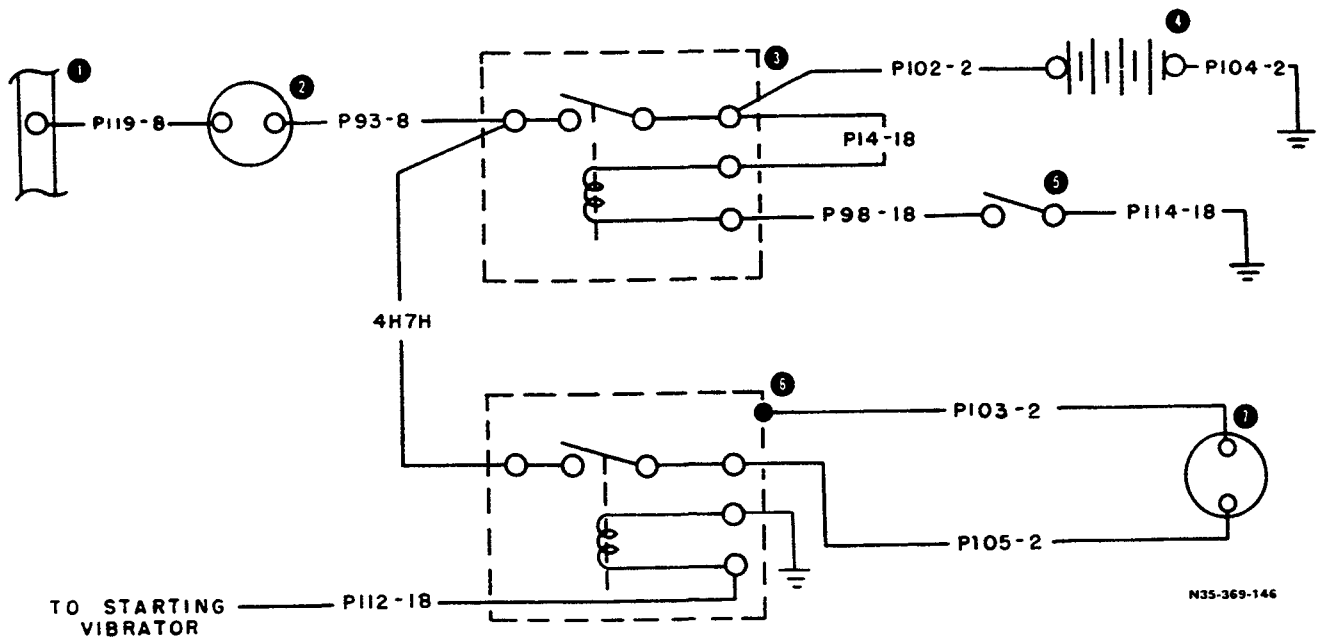 1
2
3
4
5
6
7
P119-8
P93-8
P102-2
P104-2
P14-18
P98-18
P114-18
4H7H
P103-2
P105-2
P112-18
TO STARTING
VIBRATOR
N35-369-146